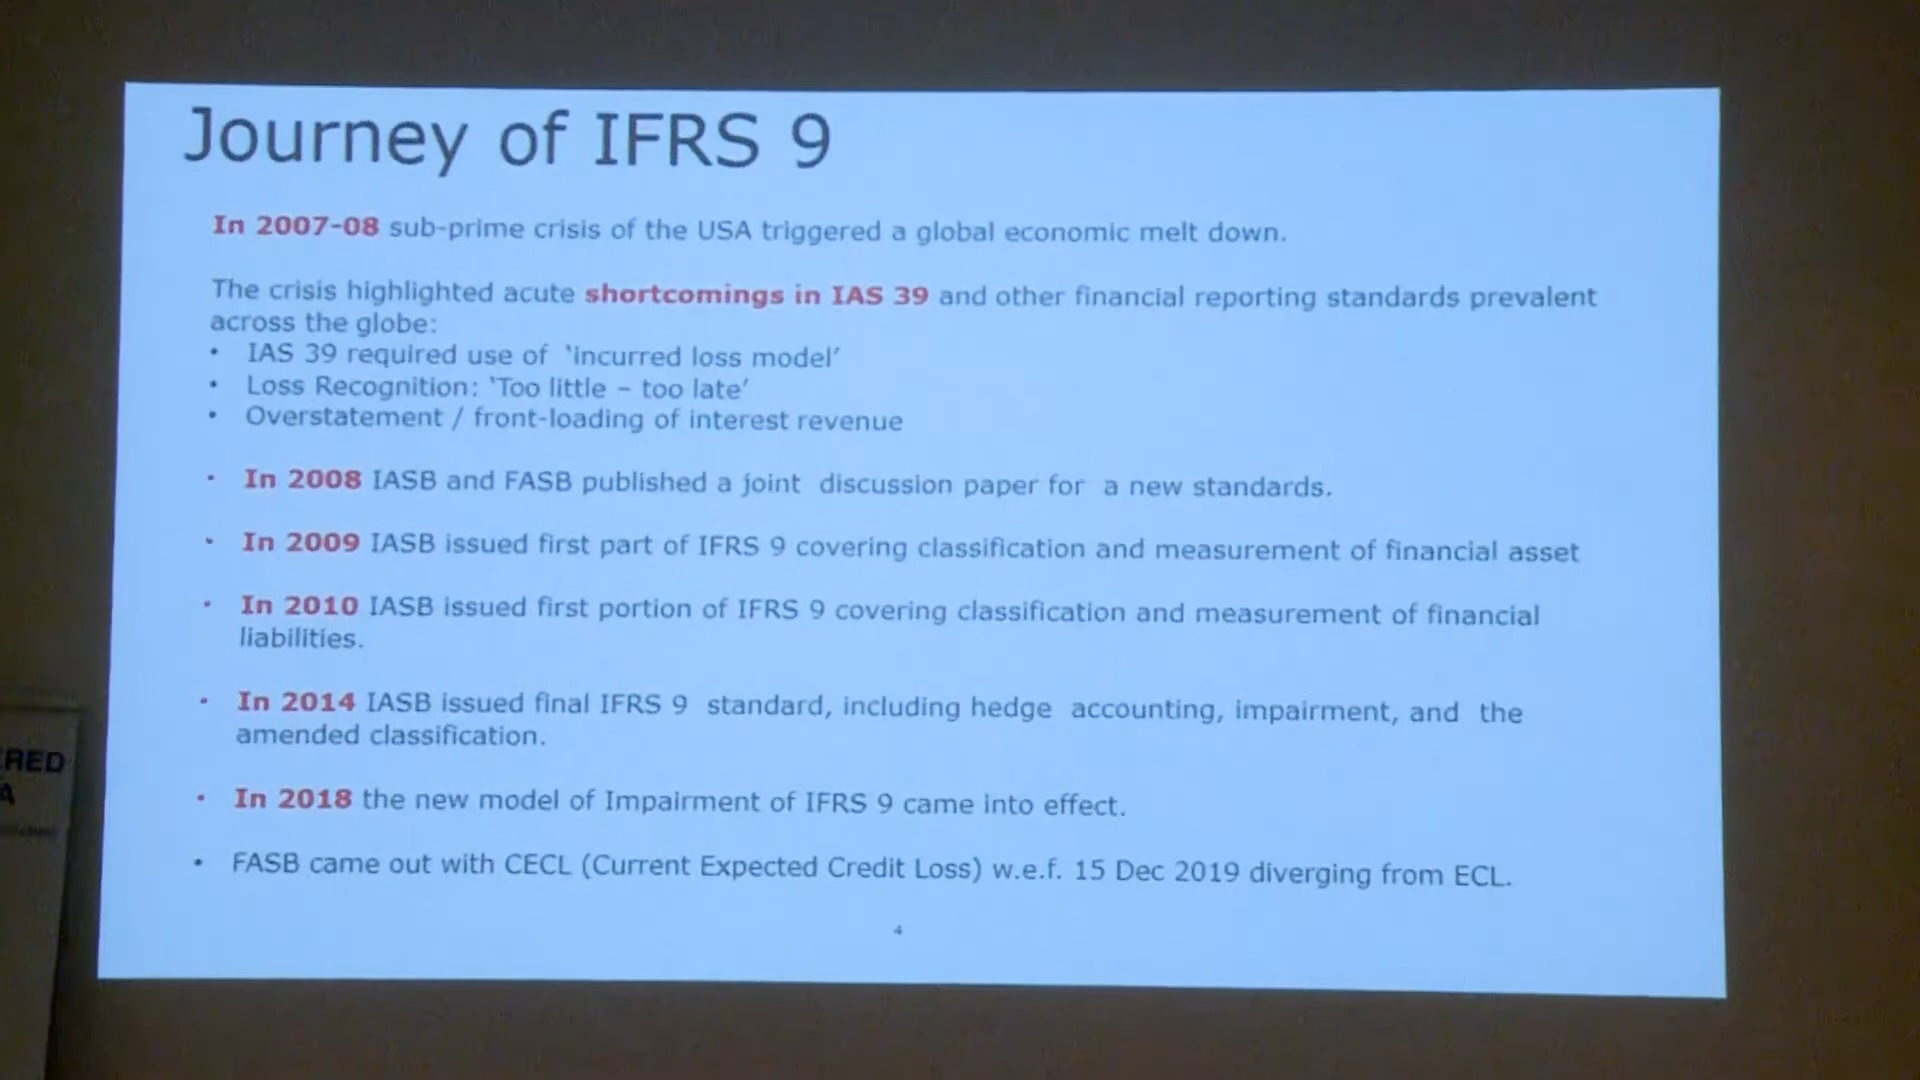 Journey of IFRS 9
In 2007-08 sub-prime crisis of the USA triggered a global economic melt down.
The crisis highlighted acute shortcomings in IAS 39 and other financial reporting standards prevalent
across the globe:
• IAS 39 required use of ‘incurred loss model’
• Loss Recognition: ‘Too little – too late’
• Overstatement / front-loading of interest revenue
• In 2008 IASB and FASB published a joint discussion paper for a new standards.
• In 2009 IASB issued first part of IFRS 9 covering classification and measurement of financial asset
• In 2010 IASB issued first portion of IFRS 9 covering classification and measurement of financial
liabilities.
• In 2014 IASB issued final IFRS 9 standard, including hedge accounting, impairment, and the
amended classification.
• In 2018 the new model of Impairment of IFRS 9 came into effect.
• FASB came out with CECL (Current Expected Credit Loss) w.e.f. 15 Dec 2019 diverging from ECL.
4
RED
A